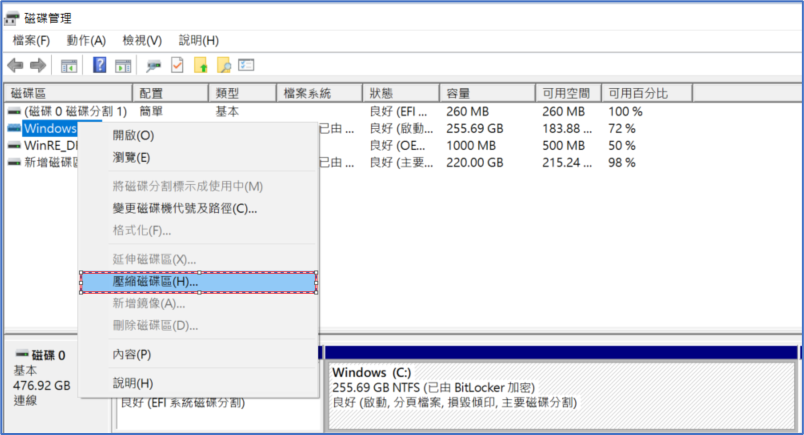 磁碟管理
檔案(F) 動作(A) 檢視(V) 說明(H)
磁碟區 配置 類型 檔案系統 狀態 容量 可用空間 可用百分比
(磁碟 0 磁碟分割 1) 簡單 基本 良好 (EFI ... 260 MB 260 MB 100 %
Windows 已由 ... 良好 (啟動... 255.69 GB 183.88 ... 72 %
WinRE_D 良好 (OE... 1000 MB 500 MB 50 %
新增磁碟區 已由 ... 良好 (主要... 220.00 GB 215.24 ... 98 %
開啟(O)
瀏覽(E)
將磁碟分割標示成使用中(M)
變更磁碟機代號及路徑(C)...
格式化(F)...
延伸磁碟區(X)...
壓縮磁碟區(H)...
新增鏡像(A)...
刪除磁碟區(D)...
內容(P)
說明(H)
磁碟 0
基本
476.92 GB
連線
良好 (EFI 系統磁碟分割)
Windows (C:)
255.69 GB NTFS (已由 BitLocker 加密)
良好 (啟動, 分頁檔案, 損毀傾印, 主要磁碟分割)